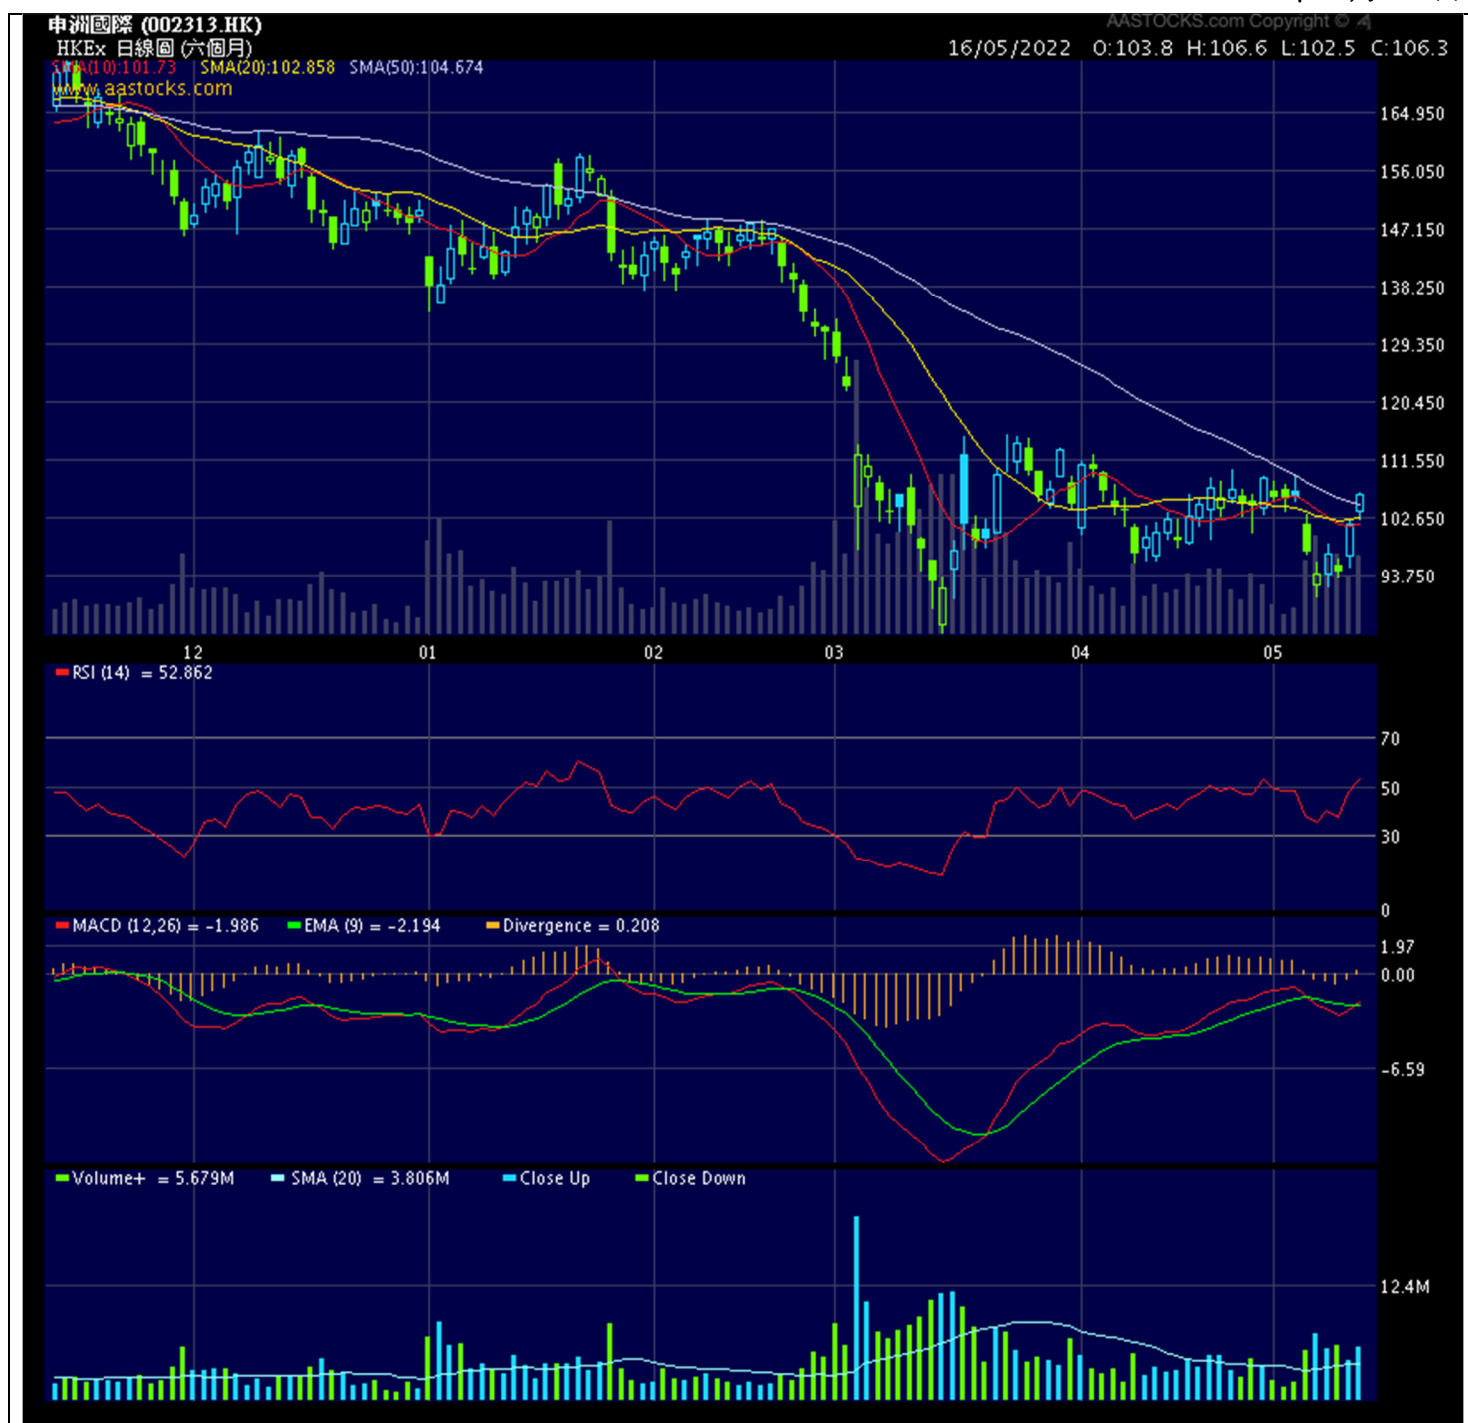 AASTOCKS.com Copyright ©
申洲國際 (002313.HK)
HKEx 日線圖 (六個月)
16/05/2022 O:103.8 H:106.6 L:102.5 C:106.3
SMA(10):101.73 SMA(20):102.858 SMA(50):104.674
www.aastocks.com
164.950
156.050
147.150
138.250
129.350
120.450
111.550
102.650
93.750
12 01 02 03 04 05
RSI (14) = 52.862
70
50
30
0
MACD (12,26) = -1.986 EMA (9) = -2.194 Divergence = 0.208
1.97
0.00
-6.59
Volume+ = 5.679M SMA (20) = 3.806M Close Up Close Down
12.4M